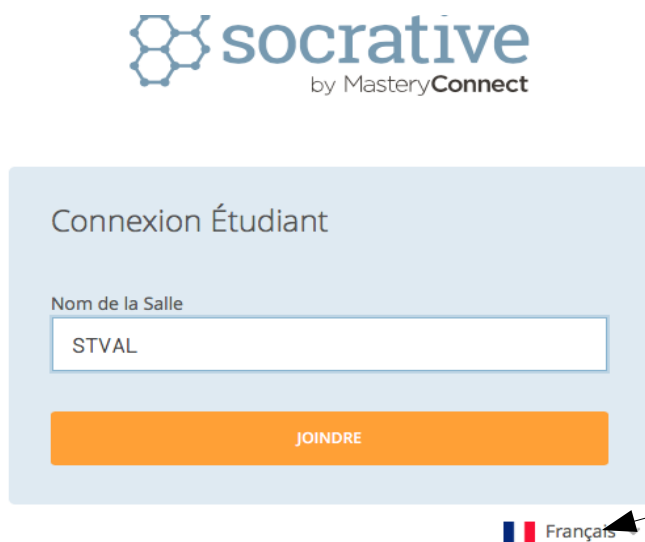 socrative
by MasteryConnect
Connexion Étudiant
Nom de la Salle
STVAL
JOINDRE
Français